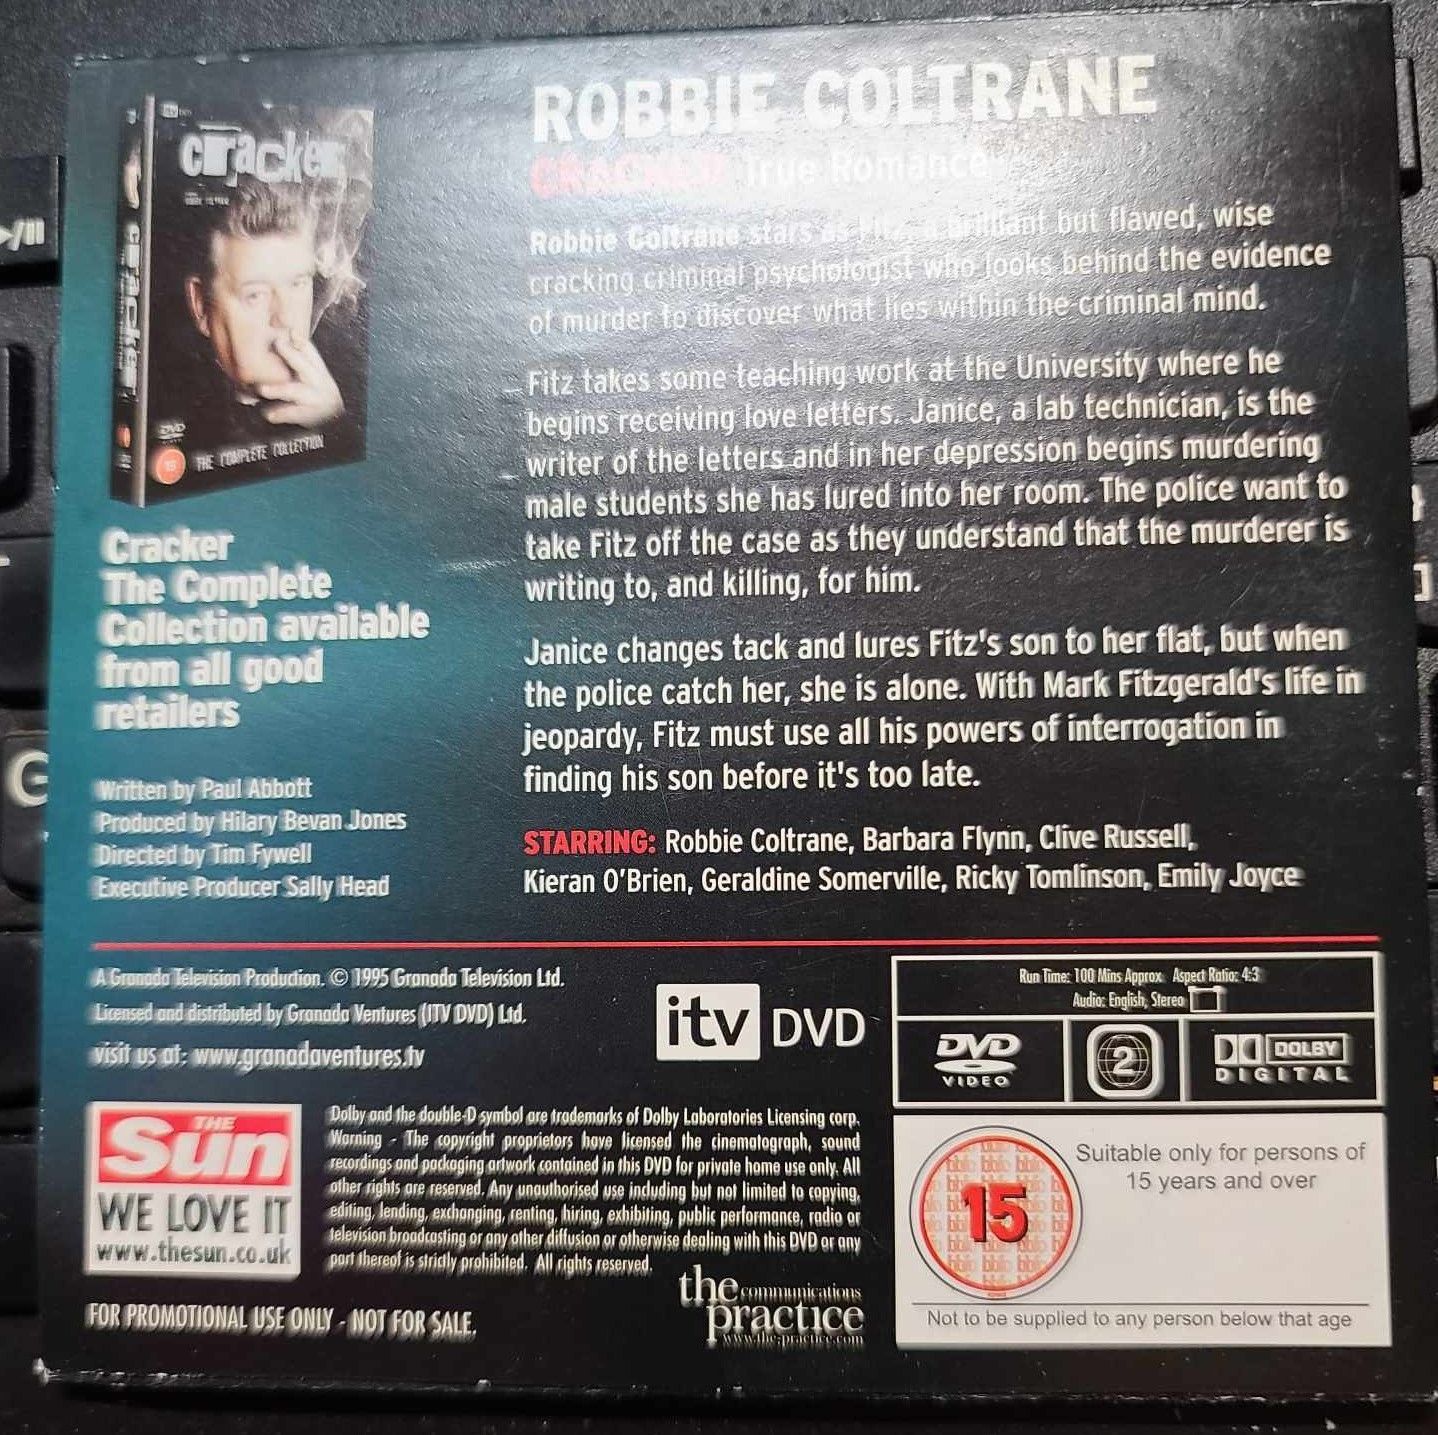 cracker
cracker
DVD
15
THE COMPLETE COLLECTION
Cracker
The Complete
Collection available
from all good
retailers
Written by Paul Abbott
Produced by Hilary Bevan Jones
Directed by Tim Fywell
Executive Producer Sally Head
ROBBIE COLTRANE
CRACKER True Romance
Robbie Coltrane stars as Fitz, a brilliant but flawed, wise
cracking criminal psychologist who looks behind the evidence
of murder to discover what lies within the criminal mind.
Fitz takes some teaching work at the University where he
begins receiving love letters. Janice, a lab technician, is the
writer of the letters and in her depression begins murdering
male students she has lured into her room. The police want to
take Fitz off the case as they understand that the murderer is
writing to, and killing, for him.
Janice changes tack and lures Fitz's son to her flat, but when
the police catch her, she is alone. With Mark Fitzgerald's life in
jeopardy, Fitz must use all his powers of interrogation in
finding his son before it's too late.
STARRING: Robbie Coltrane, Barbara Flynn, Clive Russell,
Kieran O'Brien, Geraldine Somerville, Ricky Tomlinson, Emily Joyce
A Granada Television Production. © 1995 Granada Television Ltd.
Licensed and distributed by Granada Ventures (ITV DVD) Ltd.
visit us at: www.granadaventures.tv
itv DVD
Run Time: 100 Mins Approx Aspect Ratio: 4:3
Audio: English, Stereo
DVD VIDEO
2
DOLBY DIGITAL
THE Sun
WE LOVE IT
www.thesun.co.uk
Dolby and the double-D symbol are trademarks of Dolby Laboratories Licensing corp.
Warning - The copyright proprietors have licensed the cinematograph, sound
recordings and packaging artwork contained in this DVD for private home use only. All
other rights are reserved. Any unauthorised use including but not limited to copying,
editing, lending, exchanging, renting, hiring, exhibiting, public performance, radio or
television broadcasting or any other diffusion or otherwise dealing with this DVD or any
part thereof is strictly prohibited. All rights reserved.
the communications
practice
www.the-practice.com
FOR PROMOTIONAL USE ONLY - NOT FOR SALE.
15
Suitable only for persons of
15 years and over
Not to be supplied to any person below that age
G